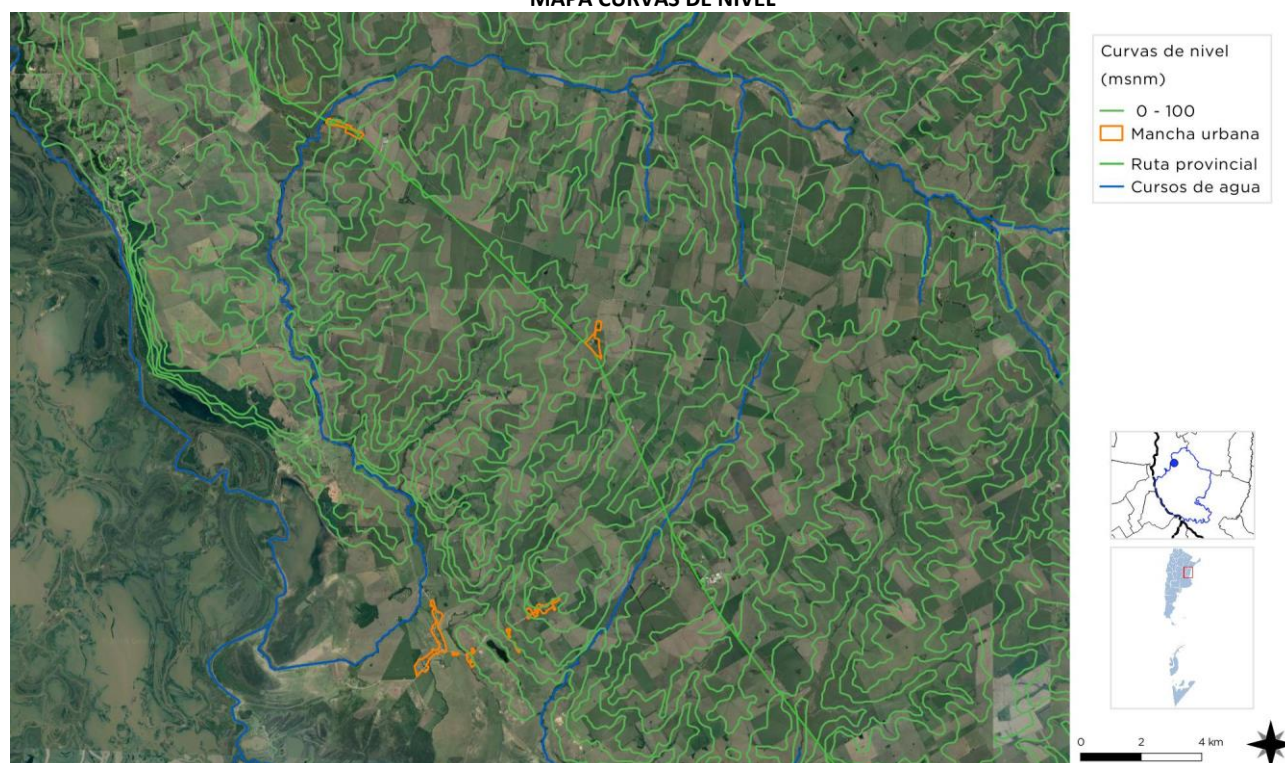 MAPA CURVAS DE NIVEL
Curvas de nivel
(msnm)
0 - 100
Mancha urbana
Ruta provincial
Cursos de agua
0 2 4 km